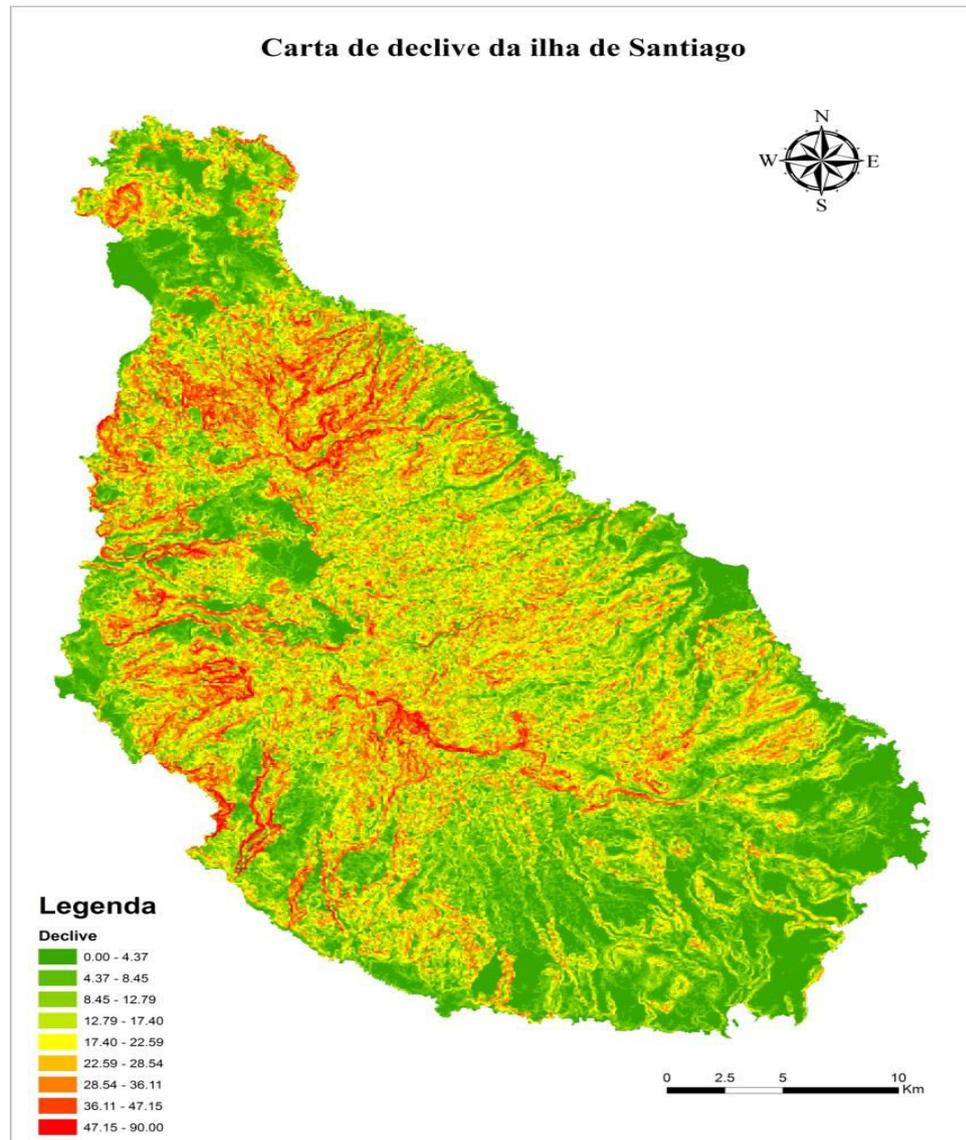 Carta de declive da ilha de Santiago
N
W E
S
Legenda
Declive
0.00 - 4.37
4.37 - 8.45
8.45 - 12.79
12.79 - 17.40
17.40 - 22.59
22.59 - 28.54
28.54 - 36.11
36.11 - 47.15
47.15 - 90.00
0 2.5 5 10
Km